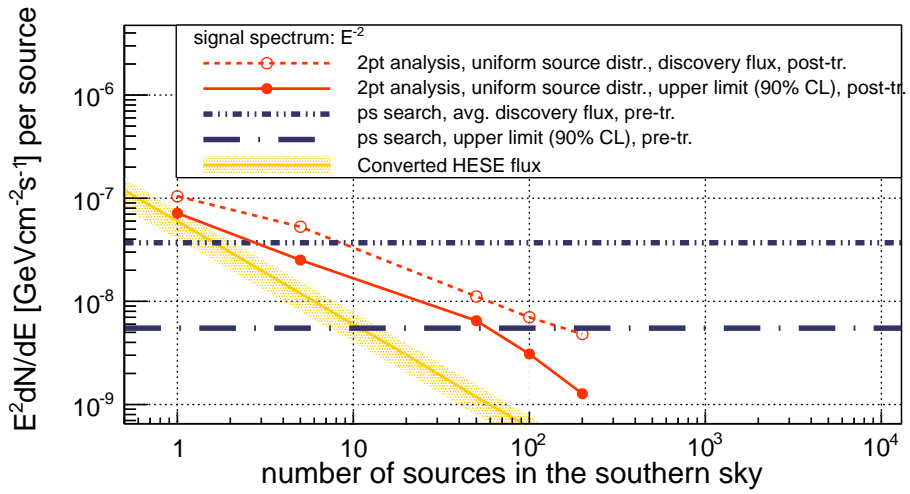 signal spectrum: E⁻²
2pt analysis, uniform source distr., discovery flux, post-tr.
2pt analysis, uniform source distr., upper limit (90% CL), post-tr.
ps search, avg. discovery flux, pre-tr.
ps search, upper limit (90% CL), pre-tr.
Converted HESE flux
E²dN/dE [GeVcm⁻²s⁻¹] per source
10⁻⁶
10⁻⁷
10⁻⁸
10⁻⁹
1 10 10² 10³ 10⁴
number of sources in the southern sky